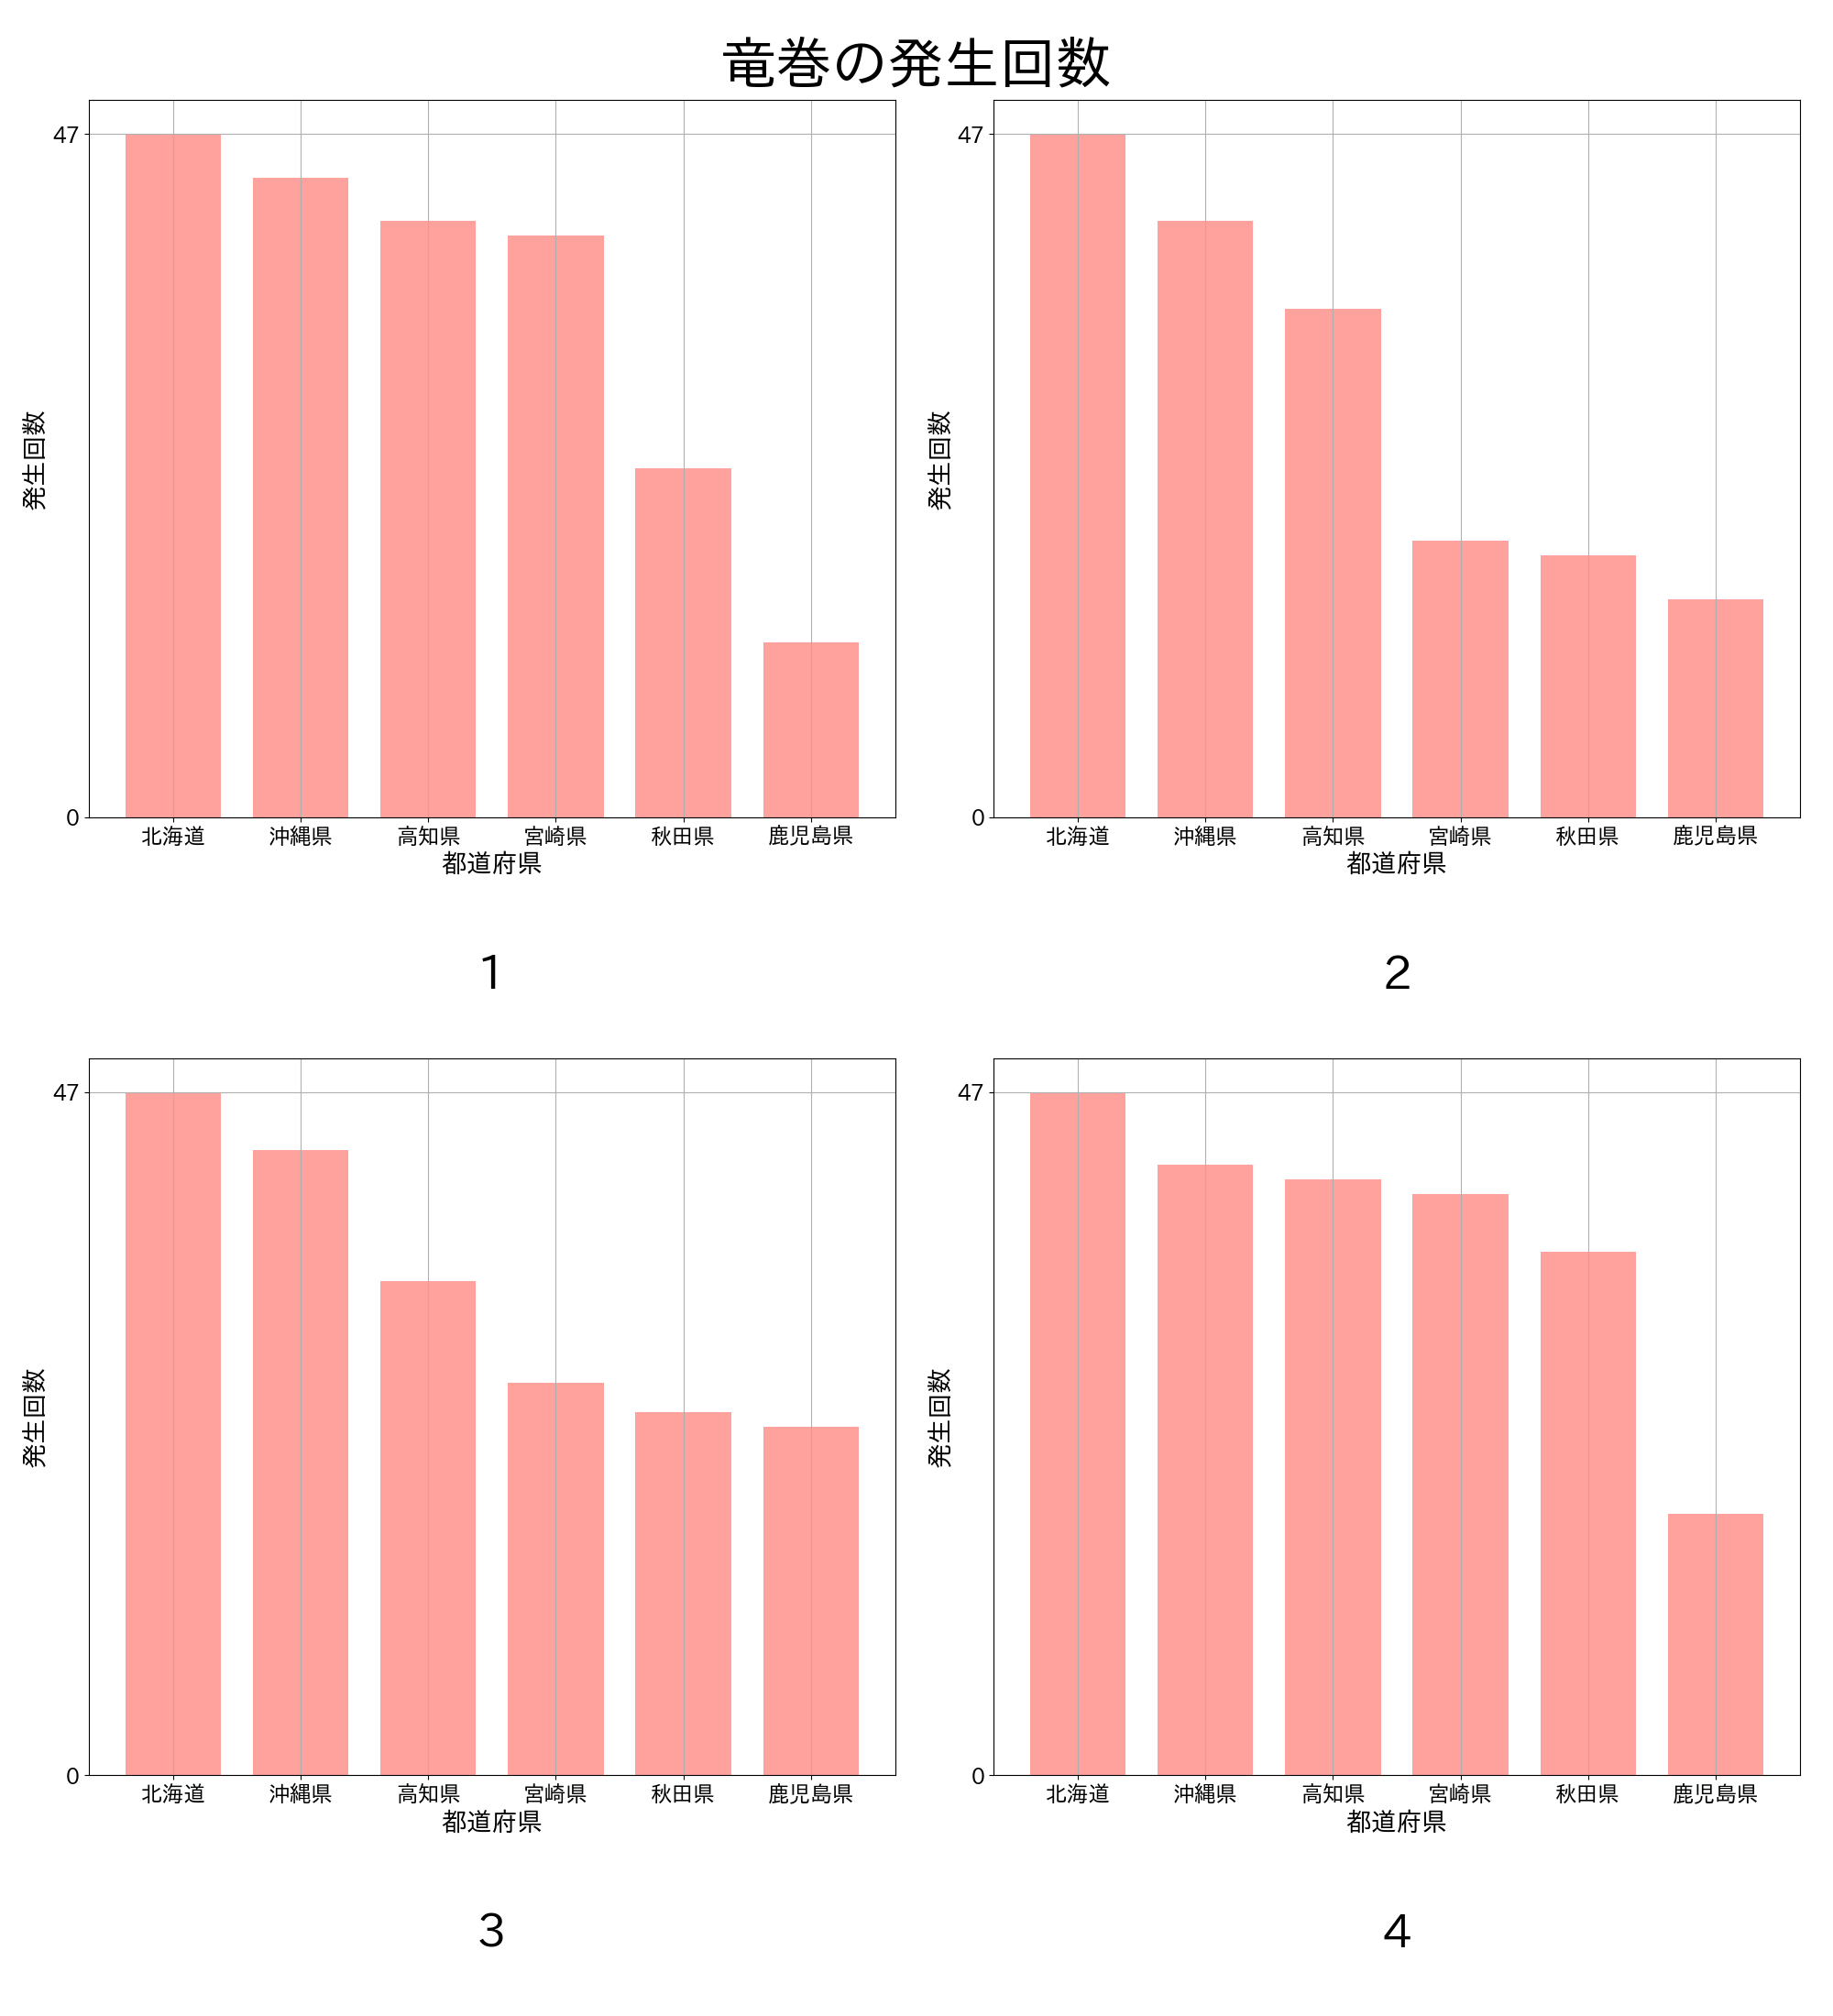 竜巻の発生回数
47
0
発生回数
北海道 沖縄県 高知県 宮崎県 秋田県 鹿児島県
都道府県
1
47
0
発生回数
北海道 沖縄県 高知県 宮崎県 秋田県 鹿児島県
都道府県
2
47
0
発生回数
北海道 沖縄県 高知県 宮崎県 秋田県 鹿児島県
都道府県
3
47
0
発生回数
北海道 沖縄県 高知県 宮崎県 秋田県 鹿児島県
都道府県
4